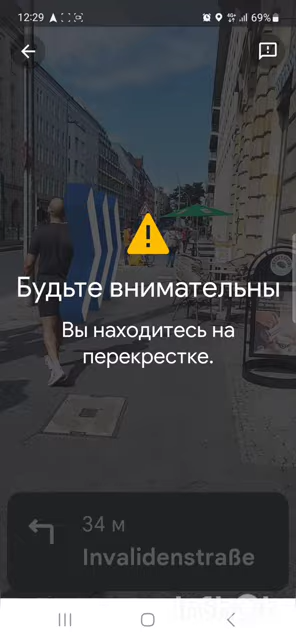 12:29 69%
Будьте внимательны
Вы находитесь на
перекрестке.
34 м
Invalidenstraße